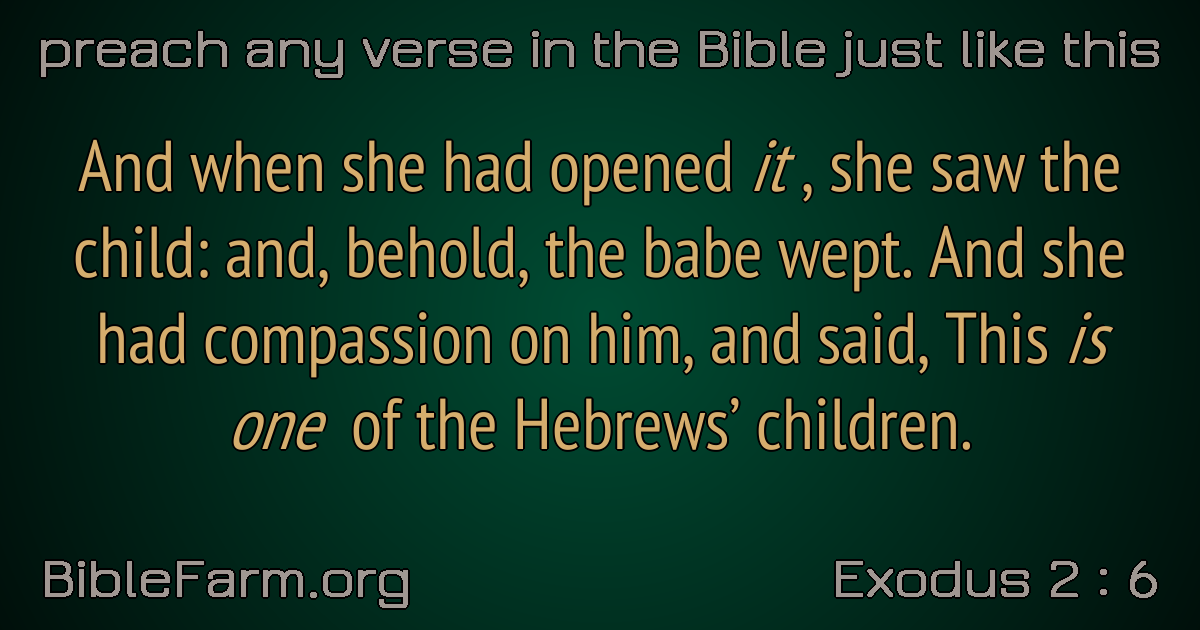 preach any verse in the Bible just like this
And when she had opened it , she saw the
child: and, behold, the babe wept. And she
had compassion on him, and said, This is
one of the Hebrews’ children.
BibleFarm.org
Exodus 2 : 6